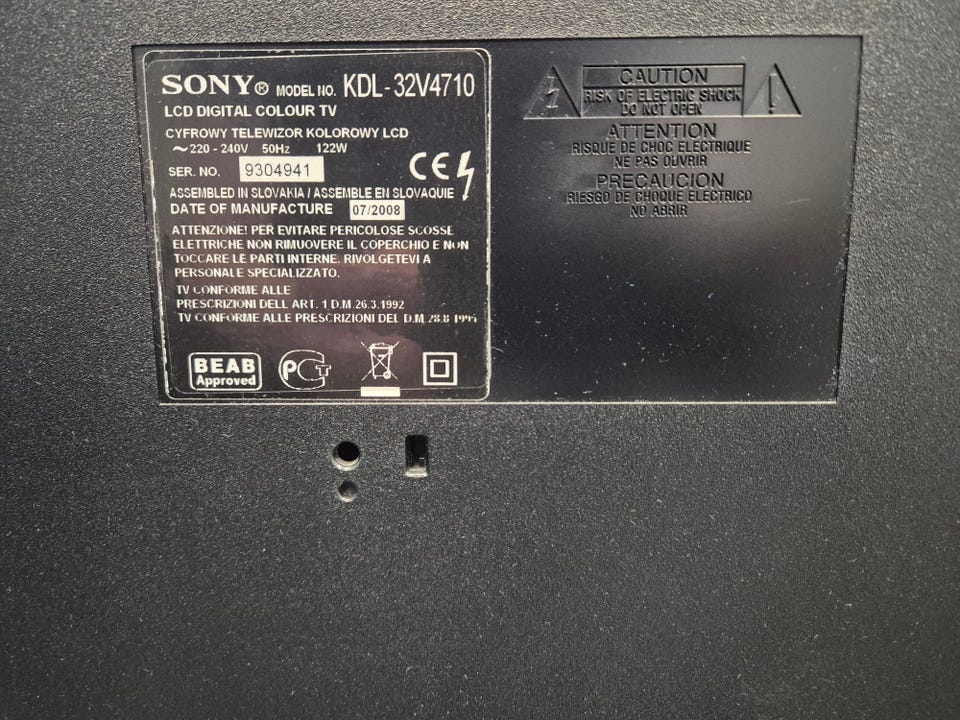 SONY® MODEL NO. KDL-32V4710
LCD DIGITAL COLOUR TV
CYFROWY TELEWIZOR KOLOROWY LCD
~220 - 240V 50Hz 122W
SER. NO. 9304941
CE
ASSEMBLED IN SLOVAKIA / ASSEMBLE EN SLOVAQUIE
DATE OF MANUFACTURE 07/2008
ATTENZIONE! PER EVITARE PERICOLOSE SCOSSE
ELETTRICHE NON RIMUOVERE IL COPERCHIO E NON
TOCCARE LE PARTI INTERNE. RIVOLGETEVI A
PERSONALE SPECIALIZZATO.
TV CONFORME ALLE
PRESCRIZIONI DELL ART. 1 D.M. 26.3.1992
TV CONFORME ALLE PRESCRIZIONI DEL D.M. 28.8 1995
BEAB
Approved
PCT
CAUTION
RISK OF ELECTRIC SHOCK
DO NOT OPEN
ATTENTION
RISQUE DE CHOC ELECTRIQUE
NE PAS OUVRIR
PRECAUCION
RIESGO DE CHOQUE ELECTRICO
NO ABRIR